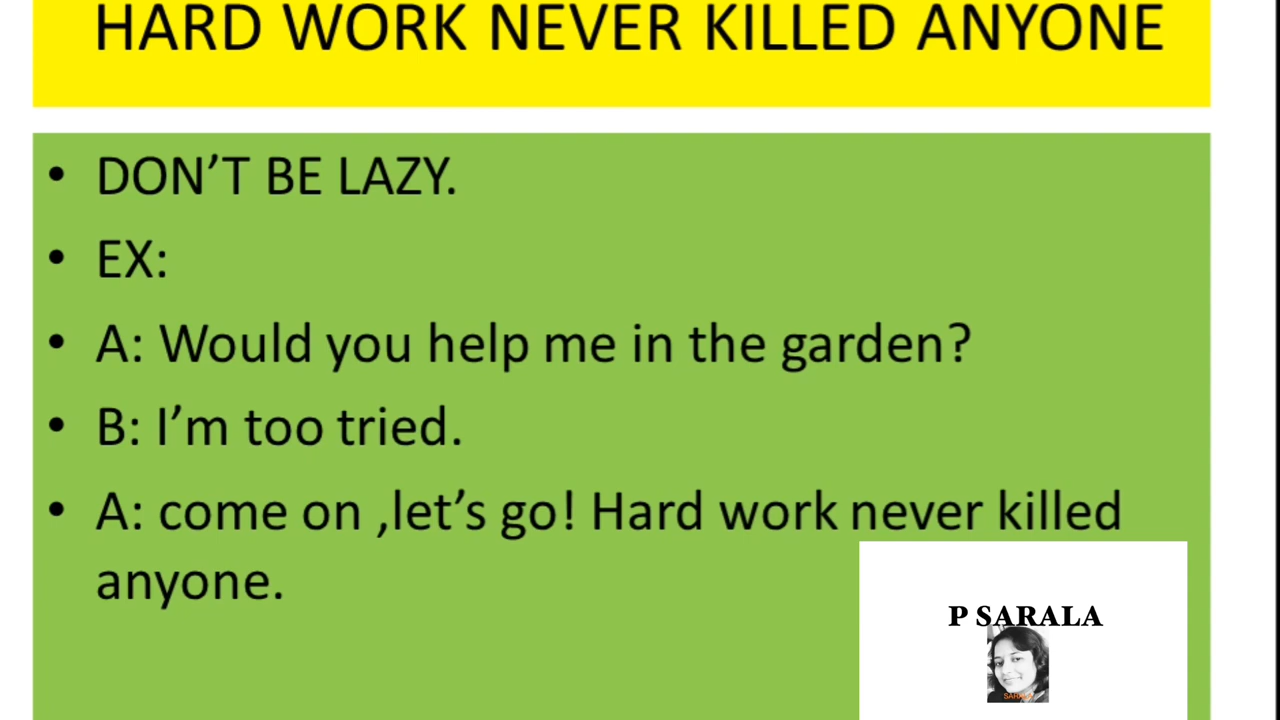 HARD WORK NEVER KILLED ANYONE
• DON’T BE LAZY.
• EX:
• A: Would you help me in the garden?
• B: I’m too tried.
• A: come on ,let’s go! Hard work never killed
anyone.
P SARALA
SARALA